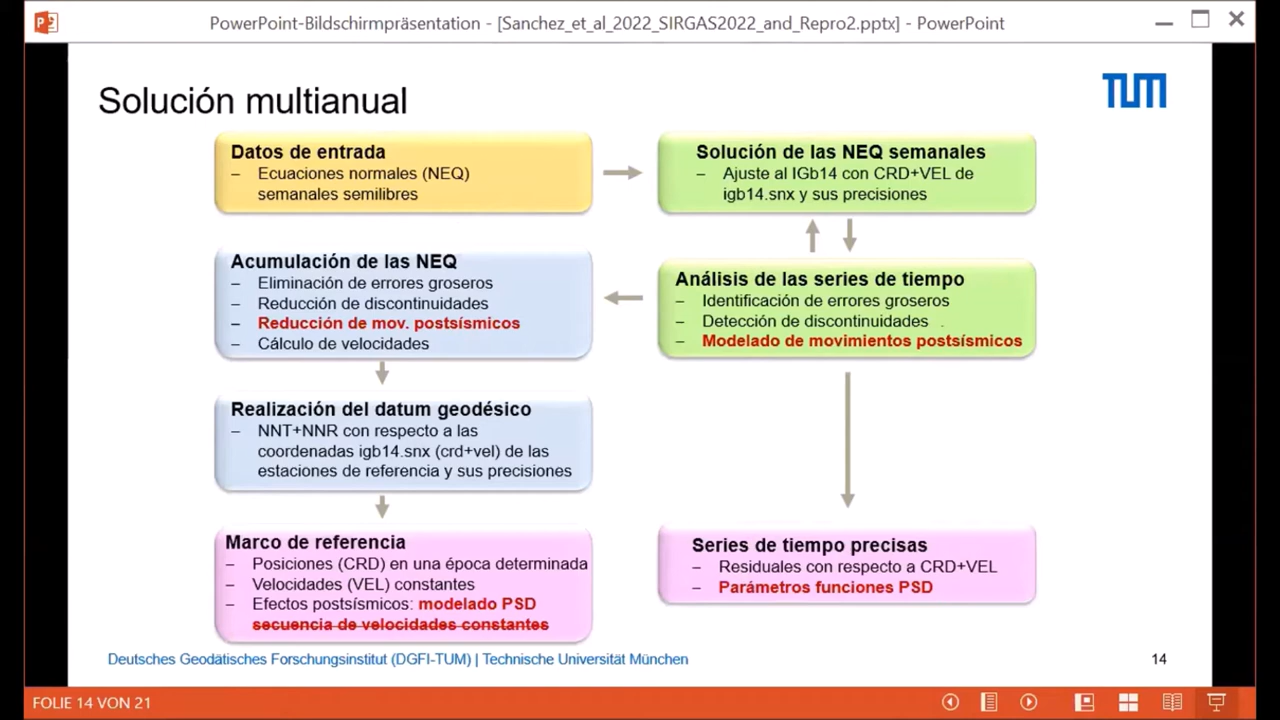 PowerPoint-Bildschirmpräsentation - [Sanchez_et_al_2022_SIRGAS2022_and_Repro2.pptx] - PowerPoint
Solución multianual
TUM
Datos de entrada
– Ecuaciones normales (NEQ)
semanales semilibres
Solución de las NEQ semanales
– Ajuste al IGb14 con CRD+VEL de
igb14.snx y sus precisiones
Acumulación de las NEQ
– Eliminación de errores groseros
– Reducción de discontinuidades
– Reducción de mov. postsísmicos
– Cálculo de velocidades
Análisis de las series de tiempo
– Identificación de errores groseros
– Detección de discontinuidades
– Modelado de movimientos postsísmicos
Realización del datum geodésico
– NNT+NNR con respecto a las
coordenadas igb14.snx (crd+vel) de las
estaciones de referencia y sus precisiones
Marco de referencia
– Posiciones (CRD) en una época determinada
– Velocidades (VEL) constantes
– Efectos postsísmicos: modelado PSD
secuencia de velocidades constantes
Series de tiempo precisas
– Residuales con respecto a CRD+VEL
– Parámetros funciones PSD
Deutsches Geodätisches Forschungsinstitut (DGFI-TUM) | Technische Universität München
14
FOLIE 14 VON 21